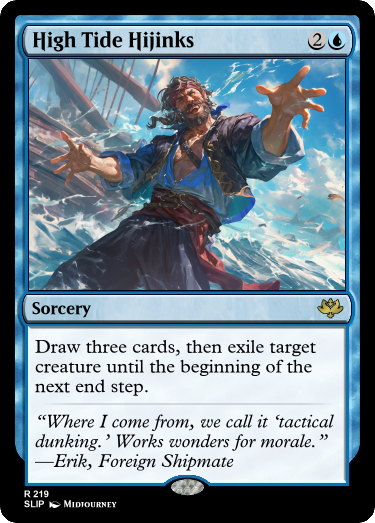 High Tide Hijinks 2
Sorcery
Draw three cards, then exile target
creature until the beginning of the
next end step.
“Where I come from, we call it ‘tactical
dunking.’ Works wonders for morale.”
—Erik, Foreign Shipmate
R 219
SLIP Midjourney